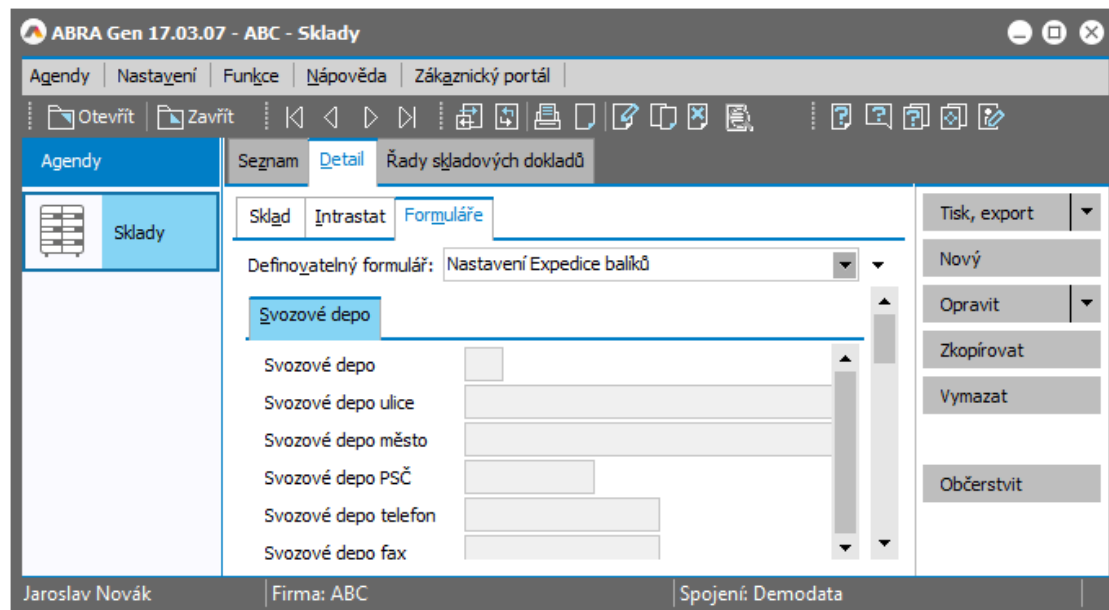 ABRA Gen 17.03.07 - ABC - Sklady
Agendy Nastavení Funkce Nápověda Zákaznický portál
Otevřít Zavřít
Agendy
Seznam Detail Řady skladových dokladů
Sklady
Sklad Intrastat Formuláře
Definovatelný formulář: Nastavení Expedice balíků
Svozové depo
Svozové depo
Svozové depo ulice
Svozové depo město
Svozové depo PSČ
Svozové depo telefon
Svozové depo fax
Tisk, export
Nový
Opravit
Zkopírovat
Vymazat
Občerstvit
Jaroslav Novák Firma: ABC Spojení: Demodata